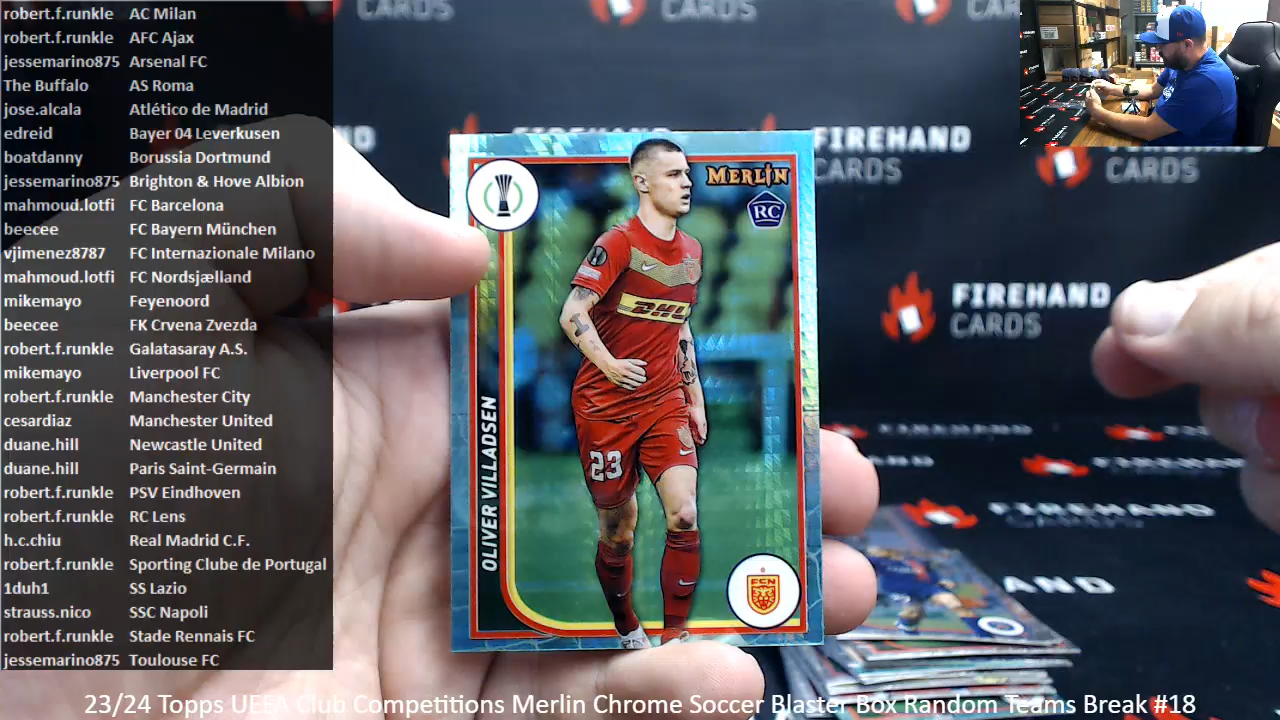 robert.f.runkle AC Milan
robert.f.runkle AFC Ajax
jessemarino875 Arsenal FC
The Buffalo AS Roma
jose.alcala Atlético de Madrid
edreid Bayer 04 Leverkusen
boatdanny Borussia Dortmund
jessemarino875 Brighton & Hove Albion
mahmoud.lotfi FC Barcelona
beecee FC Bayern München
vjimenez8787 FC Internazionale Milano
mahmoud.lotfi FC Nordsjælland
mikemayo Feyenoord
beecee FK Crvena Zvezda
robert.f.runkle Galatasaray A.S.
mikemayo Liverpool FC
robert.f.runkle Manchester City
cesardiaz Manchester United
duane.hill Newcastle United
duane.hill Paris Saint-Germain
robert.f.runkle PSV Eindhoven
robert.f.runkle RC Lens
h.c.chiu Real Madrid C.F.
robert.f.runkle Sporting Clube de Portugal
1duh1 SS Lazio
strauss.nico SSC Napoli
robert.f.runkle Stade Rennais FC
jessemarino875 Toulouse FC
CARDS
CARDS
CARD
FIREHAND
CARDS
MERLIN
RC
DHL
23
OLIVER VILLADSEN
FCN
FIREHAND
CARDS
23/24 Topps UEFA Club Competitions Merlin Chrome Soccer Blaster Box Random Teams Break #18